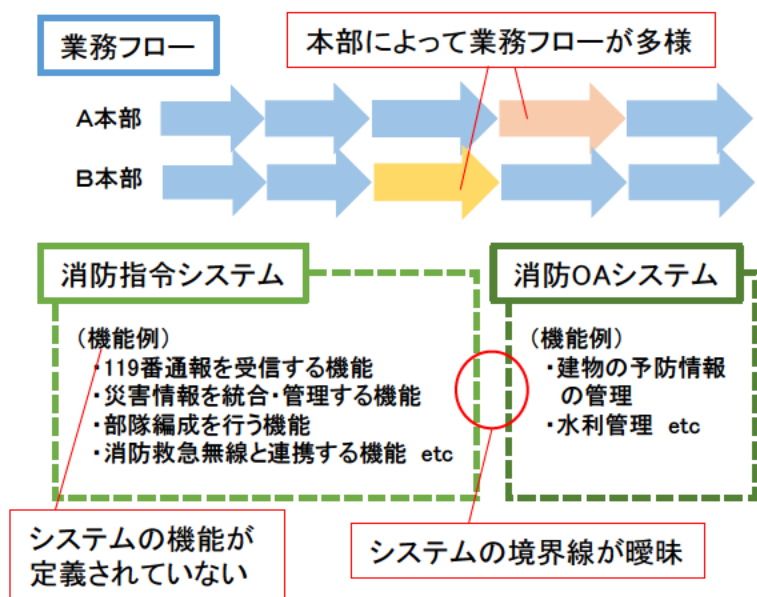 業務フロー
本部によって業務フローが多様
A本部
B本部
消防指令システム
(機能例)
・119番通報を受信する機能
・災害情報を統合・管理する機能
・部隊編成を行う機能
・消防救急無線と連携する機能 etc
消防OAシステム
(機能例)
・建物の予防情報
の管理
・水利管理 etc
システムの機能が
定義されていない
システムの境界線が曖昧